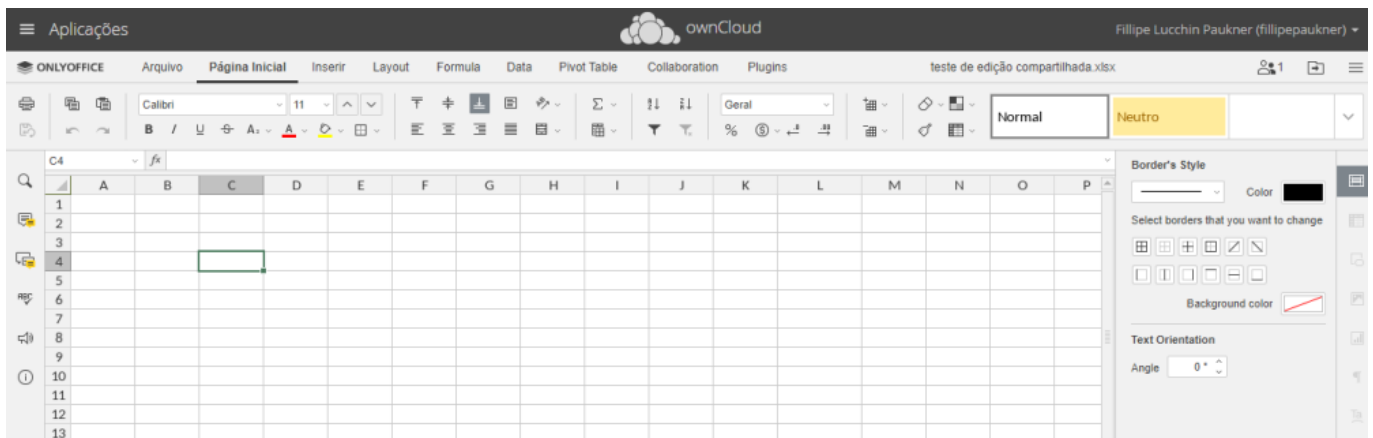 Aplicações
ownCloud
Fillipe Lucchin Paukner (fillipepaukner)
ONLYOFFICE Arquivo Página Inicial Inserir Layout Formula Data Pivot Table Collaboration Plugins teste de edição compartilhada.xlsx 1
Calibri 11 Geral
Normal Neutro
C4 fx
A B C D E F G H I J K L M N O P
1
2
3
4
5
6
7
8
9
10
11
12
13
Border's Style
Color
Select borders that you want to change
Background color
Text Orientation
Angle 0 °